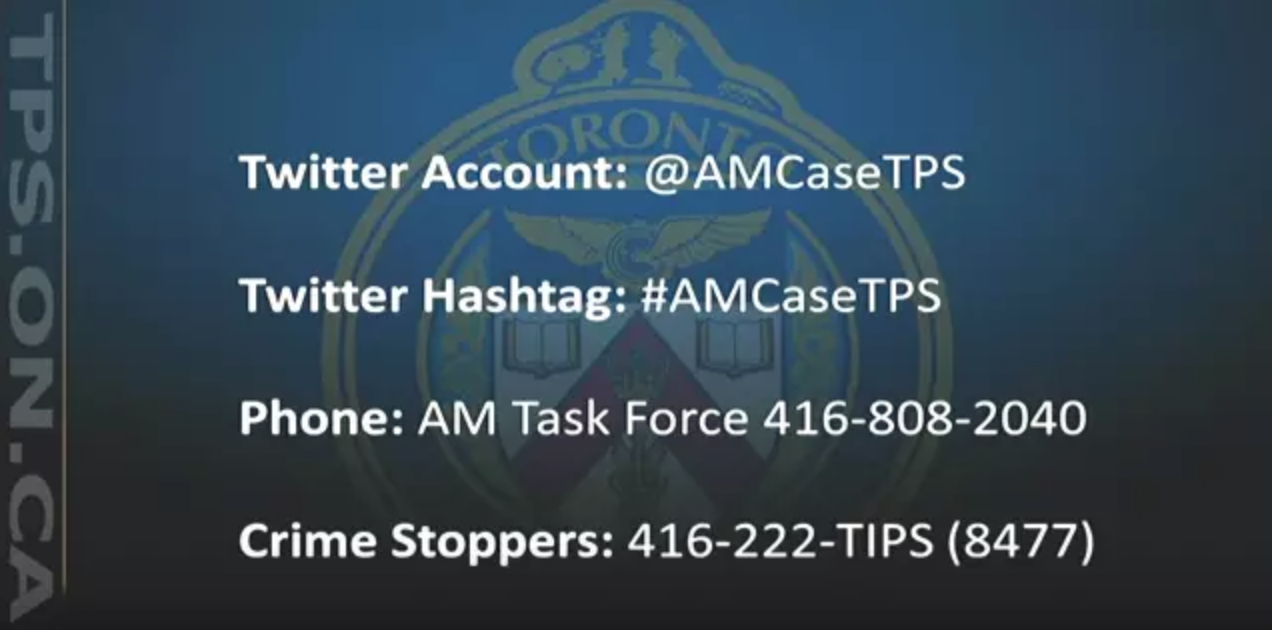 TPS.ON.CA
TORONTO
Twitter Account: @AMCaseTPS
Twitter Hashtag: #AMCaseTPS
Phone: AM Task Force 416-808-2040
Crime Stoppers: 416-222-TIPS (8477)